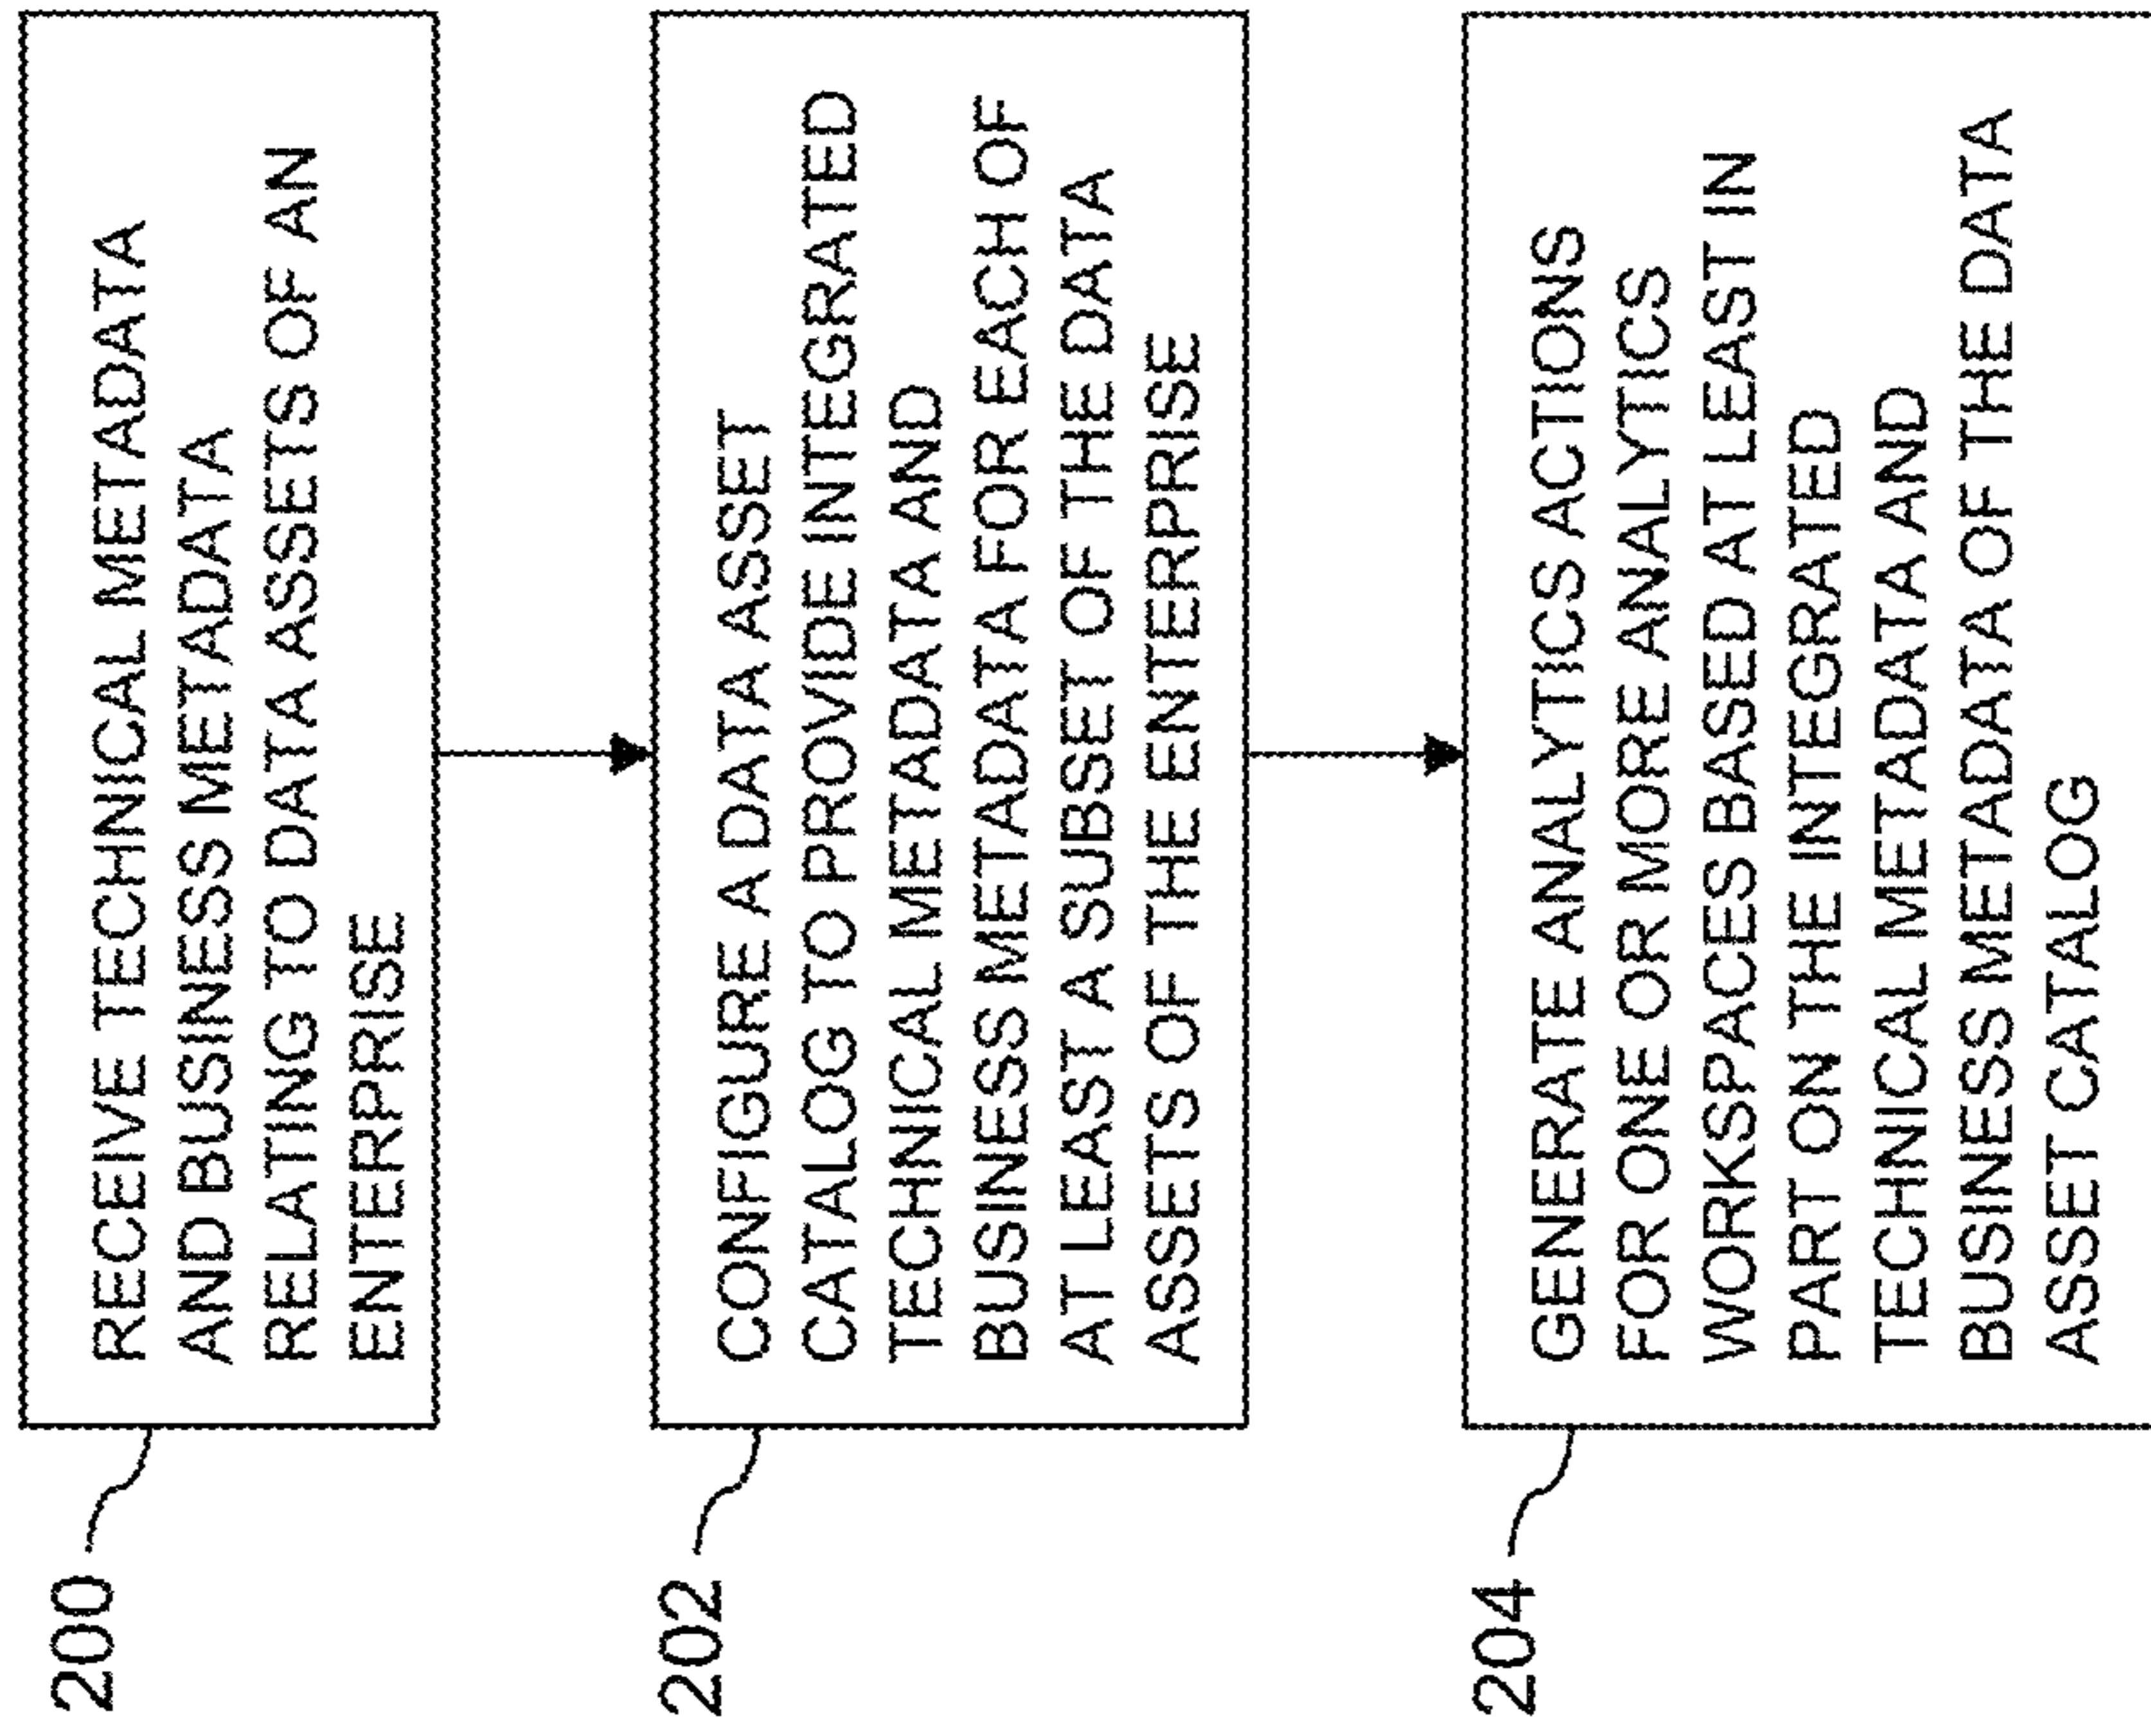 200
RECEIVE TECHNICAL METADATA
AND BUSINESS METADATA
RELATING TO DATA ASSETS OF AN
ENTERPRISE
202
CONFIGURE A DATA ASSET
CATALOG TO PROVIDE INTEGRATED
TECHNICAL METADATA AND
BUSINESS METADATA FOR EACH OF
AT LEAST A SUBSET OF THE DATA
ASSETS OF THE ENTERPRISE
204
GENERATE ANALYTICS ACTIONS
FOR ONE OR MORE ANALYTICS
WORKSPACES BASED AT LEAST IN
PART ON THE INTEGRATED
TECHNICAL METADATA AND
BUSINESS METADATA OF THE DATA
ASSET CATALOG